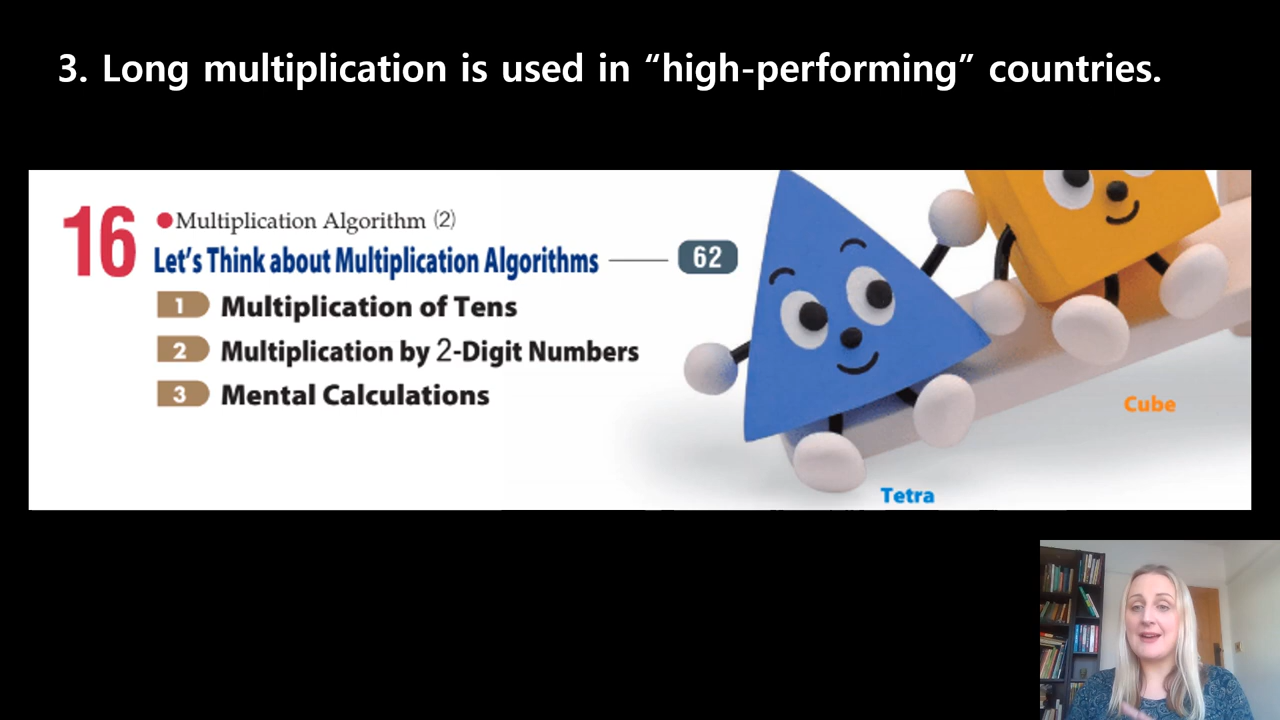 3. Long multiplication is used in “high-performing” countries.
16
●Multiplication Algorithm (2)
Let's Think about Multiplication Algorithms 62
1 Multiplication of Tens
2 Multiplication by 2-Digit Numbers
3 Mental Calculations
Cube
Tetra